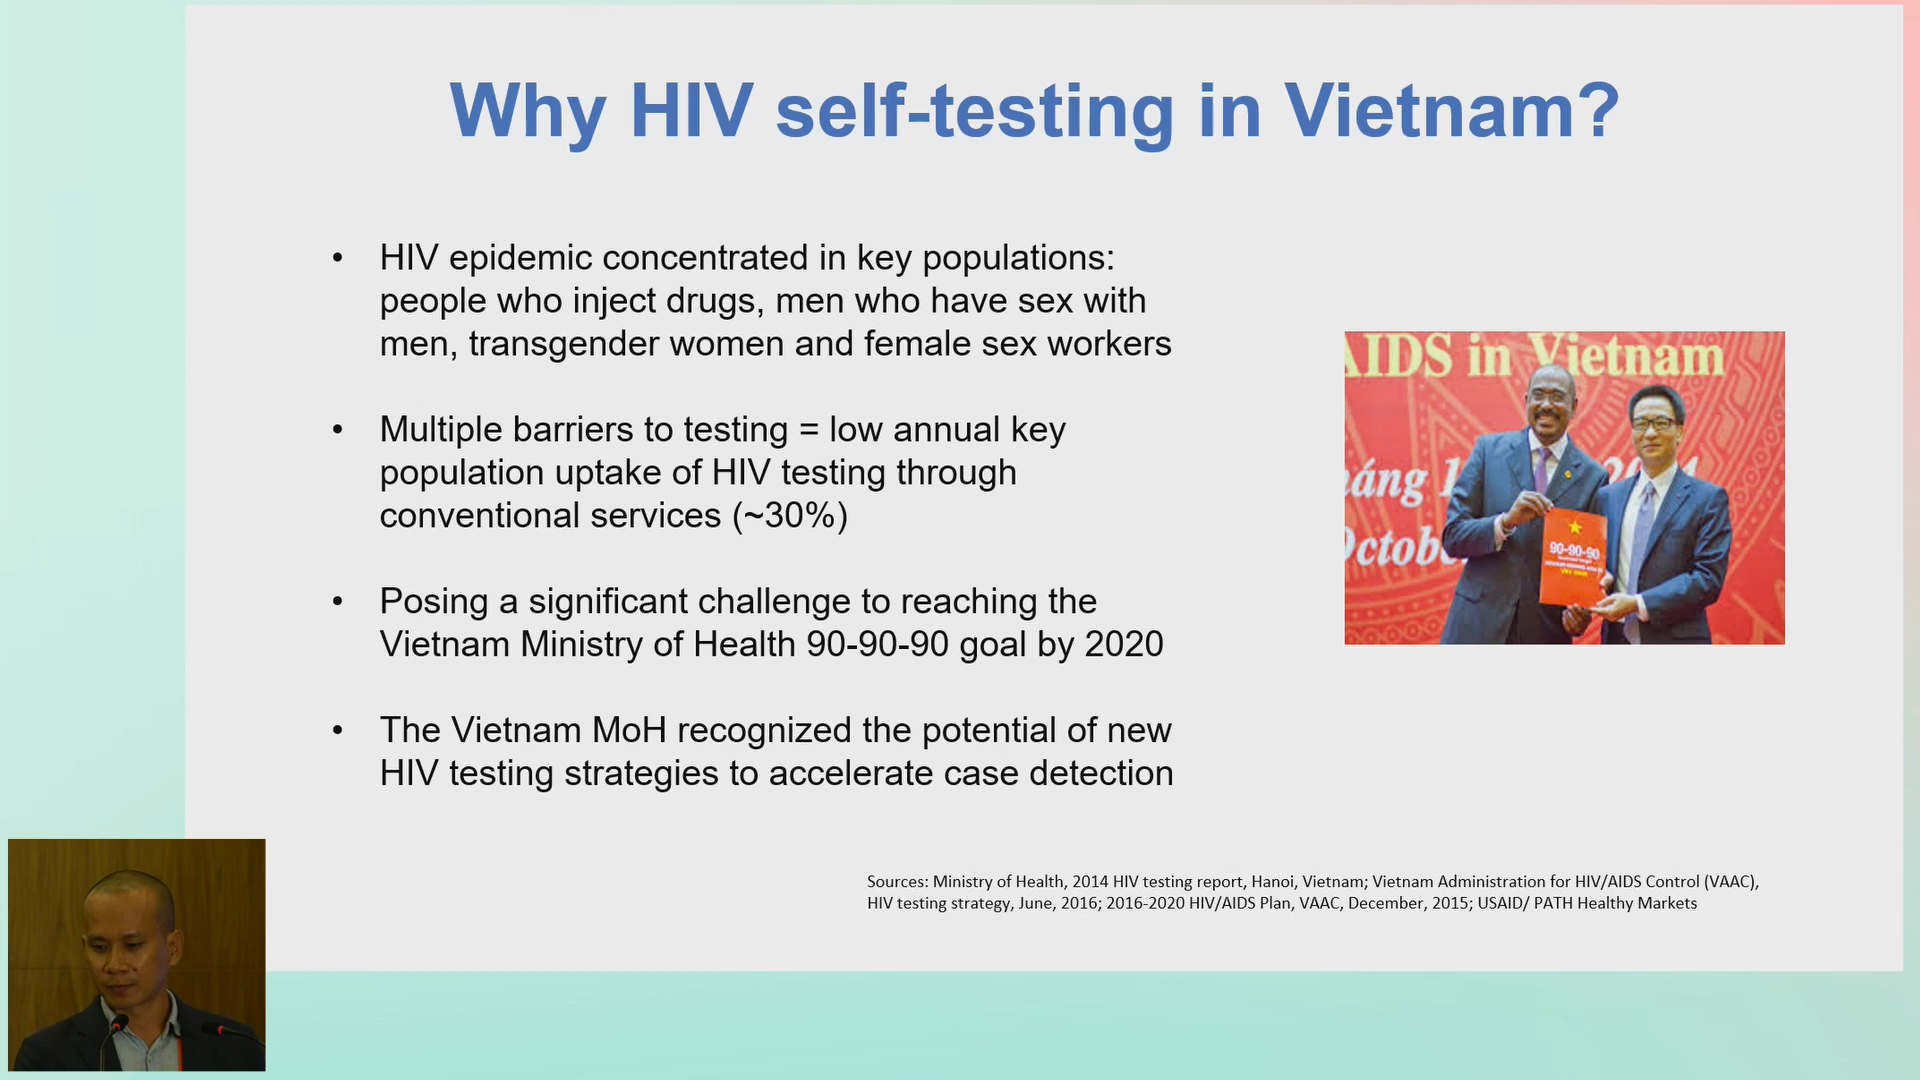 Why HIV self-testing in Vietnam?
• HIV epidemic concentrated in key populations:
people who inject drugs, men who have sex with
men, transgender women and female sex workers
• Multiple barriers to testing = low annual key
population uptake of HIV testing through
conventional services (~30%)
• Posing a significant challenge to reaching the
Vietnam Ministry of Health 90-90-90 goal by 2020
• The Vietnam MoH recognized the potential of new
HIV testing strategies to accelerate case detection
AIDS in Vietnam
90-90-90
Sources: Ministry of Health, 2014 HIV testing report, Hanoi, Vietnam; Vietnam Administration for HIV/AIDS Control (VAAC),
HIV testing strategy, June, 2016; 2016-2020 HIV/AIDS Plan, VAAC, December, 2015; USAID/ PATH Healthy Markets